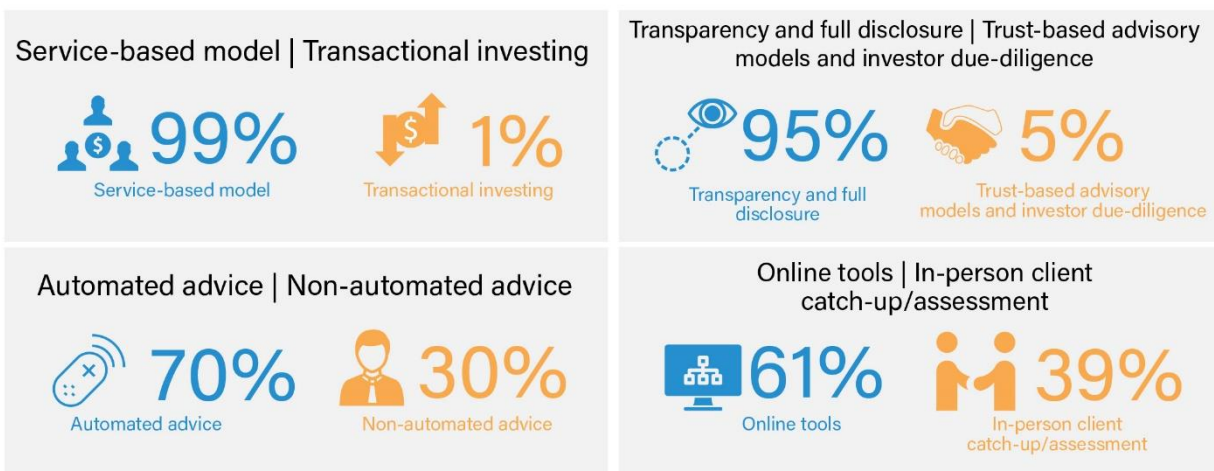 Service-based model | Transactional investing
99%
1%
Service-based model
Transactional investing
Transparency and full disclosure | Trust-based advisory
models and investor due-diligence
95%
5%
Transparency and full
disclosure
Trust-based advisory
models and investor due-diligence
Automated advice | Non-automated advice
70%
30%
Automated advice
Non-automated advice
Online tools | In-person client
catch-up/assessment
61%
39%
Online tools
In-person client
catch-up/assessment